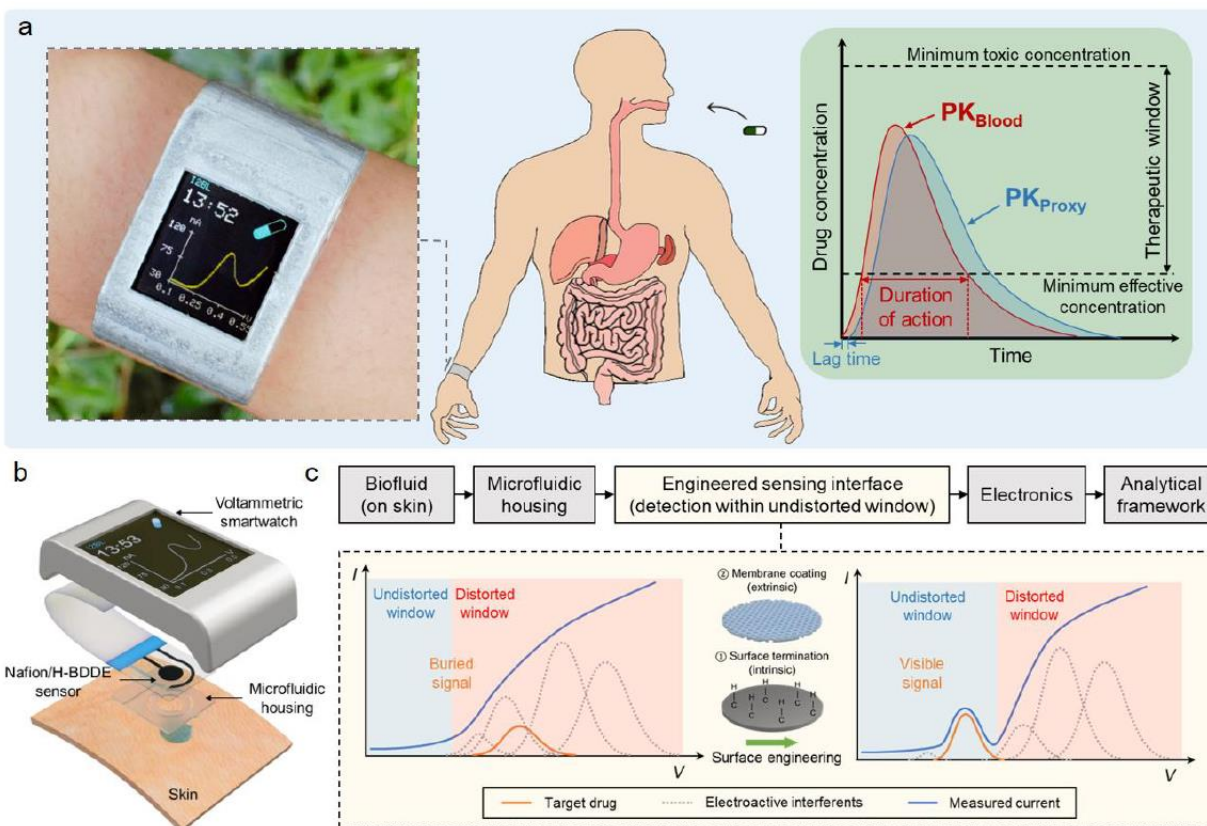 a
I2BL
13:52
mA
120
75
30
0.1 0.25 0.4 0.55
V
Minimum toxic concentration
PKBlood
PKProxy
Therapeutic window
Drug concentration
Minimum effective
concentration
Duration
of action
Lag time
Time
b
Voltammetric
smartwatch
I2BL
13:53
Nafion/H-BDDE
sensor
Microfluidic
housing
Skin
c
Biofluid
(on skin)
Microfluidic
housing
Engineered sensing interface
(detection within undistorted window)
Electronics
Analytical
framework
I
Undistorted
window
Distorted
window
Buried
signal
V
② Membrane coating
(extrinsic)
① Surface termination
(intrinsic)
H H H H H
C C C C C
Surface engineering
I
Undistorted
window
Distorted
window
Visible
signal
V
Target drug
Electroactive interferents
Measured current